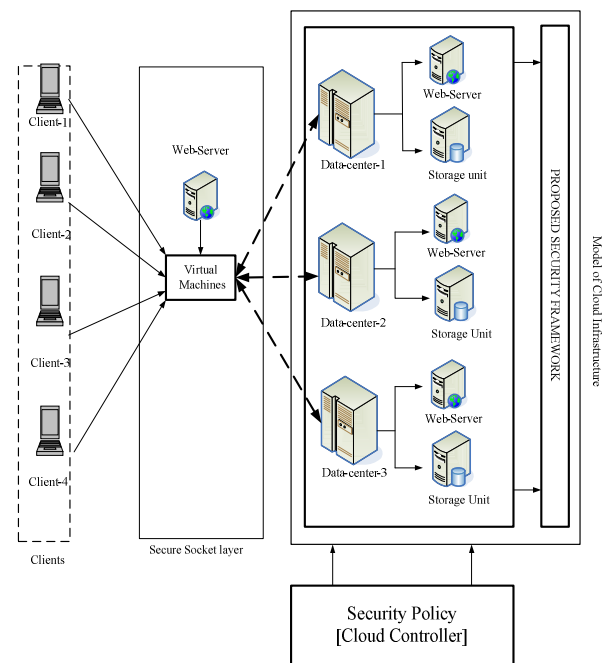 Client-1
Client-2
Client-3
Client-4
Clients
Web-Server
Virtual
Machines
Secure Socket layer
Data-center-1
Web-Server
Storage unit
Data-center-2
Web-Server
Storage Unit
Data-center-3
Web-Server
Storage Unit
PROPOSED SECURITY FRAMEWORK
Model of Cloud Infrastructure
Security Policy
[Cloud Controller]